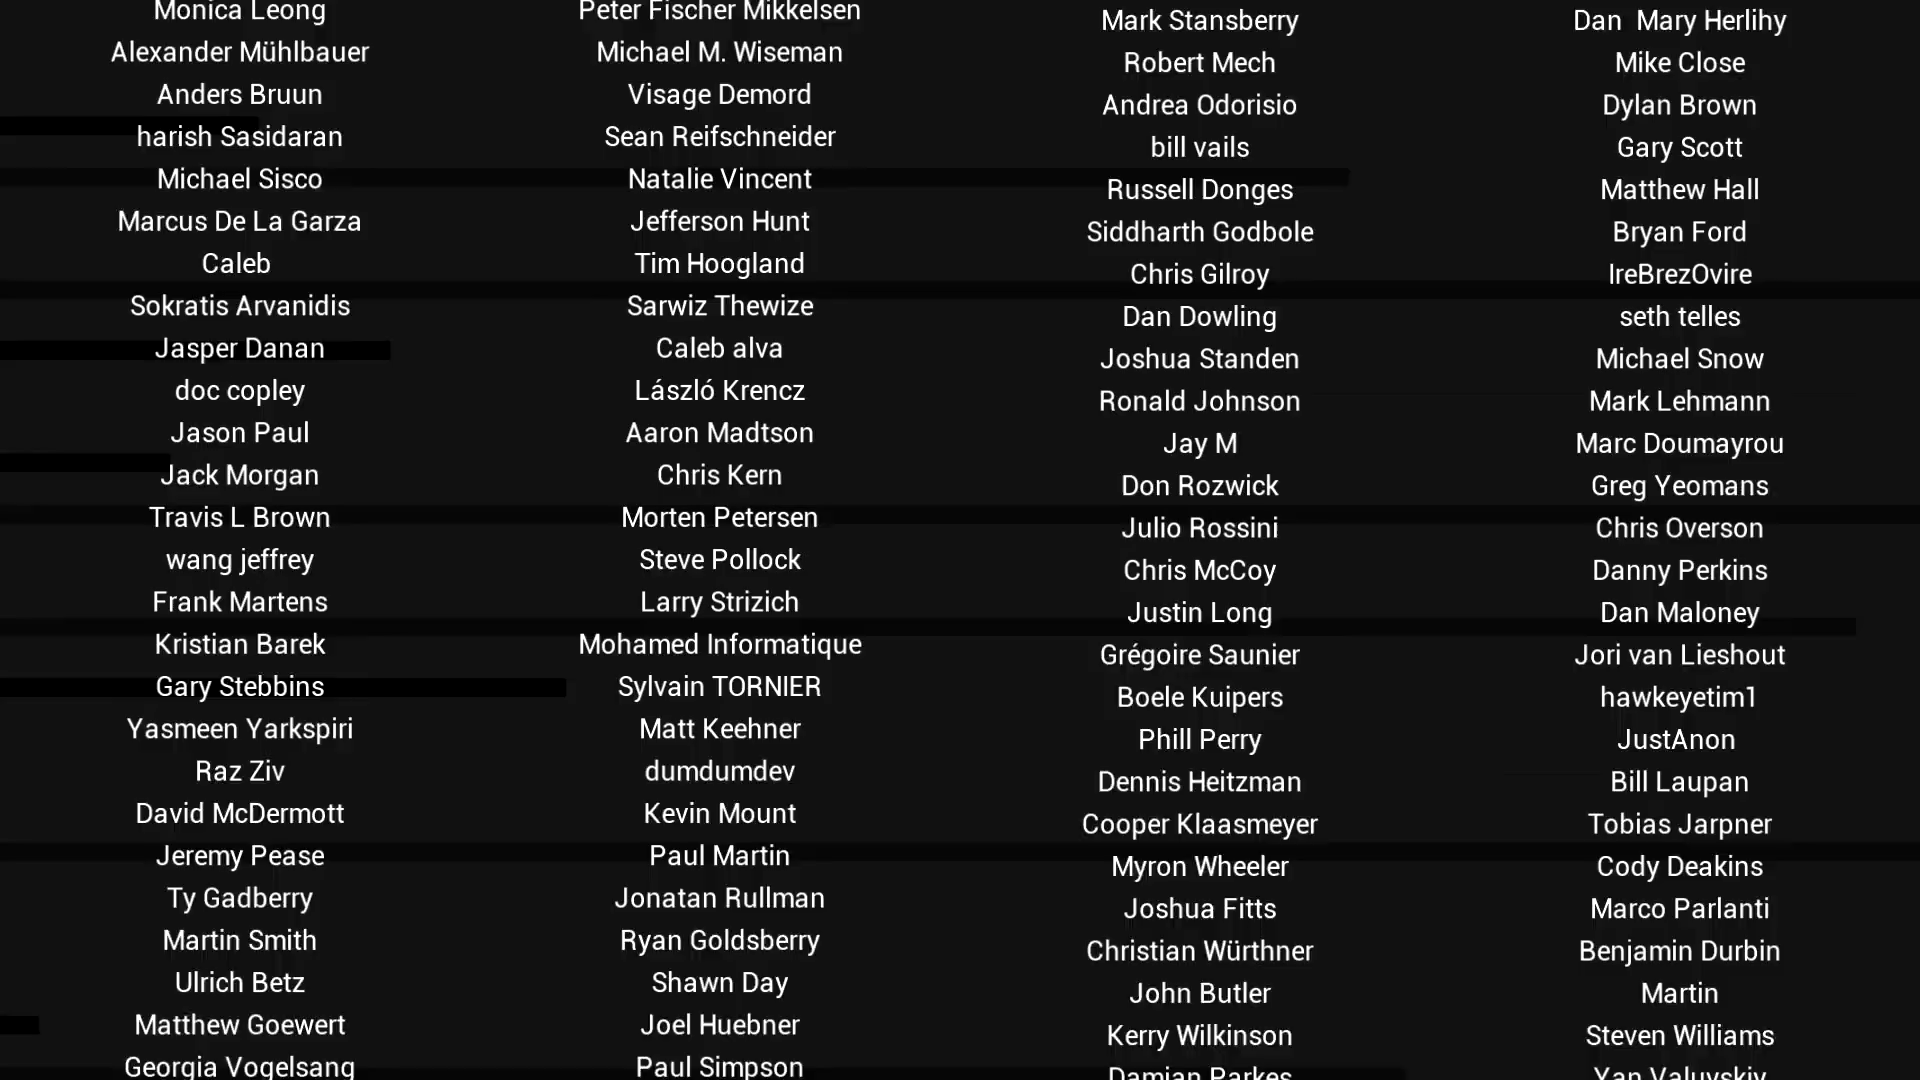 Monica Leong
Alexander Mühlbauer
Anders Bruun
harish Sasidaran
Michael Sisco
Marcus De La Garza
Caleb
Sokratis Arvanidis
Jasper Danan
doc copley
Jason Paul
Jack Morgan
Travis L Brown
wang jeffrey
Frank Martens
Kristian Barek
Gary Stebbins
Yasmeen Yarkspiri
Raz Ziv
David McDermott
Jeremy Pease
Ty Gadberry
Martin Smith
Ulrich Betz
Matthew Goewert
Georgia Vogelsang
Peter Fischer Mikkelsen
Michael M. Wiseman
Visage Demord
Sean Reifschneider
Natalie Vincent
Jefferson Hunt
Tim Hoogland
Sarwiz Thewize
Caleb alva
László Krencz
Aaron Madtson
Chris Kern
Morten Petersen
Steve Pollock
Larry Strizich
Mohamed Informatique
Sylvain TORNIER
Matt Keehner
dumdumdev
Kevin Mount
Paul Martin
Jonatan Rullman
Ryan Goldsberry
Shawn Day
Joel Huebner
Paul Simpson
Mark Stansberry
Robert Mech
Andrea Odorisio
bill vails
Russell Donges
Siddharth Godbole
Chris Gilroy
Dan Dowling
Joshua Standen
Ronald Johnson
Jay M
Don Rozwick
Julio Rossini
Chris McCoy
Justin Long
Grégoire Saunier
Boele Kuipers
Phill Perry
Dennis Heitzman
Cooper Klaasmeyer
Myron Wheeler
Joshua Fitts
Christian Würthner
John Butler
Kerry Wilkinson
Damian Parkes
Dan  Mary Herlihy
Mike Close
Dylan Brown
Gary Scott
Matthew Hall
Bryan Ford
IreBrezOvire
seth telles
Michael Snow
Mark Lehmann
Marc Doumayrou
Greg Yeomans
Chris Overson
Danny Perkins
Dan Maloney
Jori van Lieshout
hawkeyetim1
JustAnon
Bill Laupan
Tobias Jarpner
Cody Deakins
Marco Parlanti
Benjamin Durbin
Martin
Steven Williams
Yan Valuyskiy